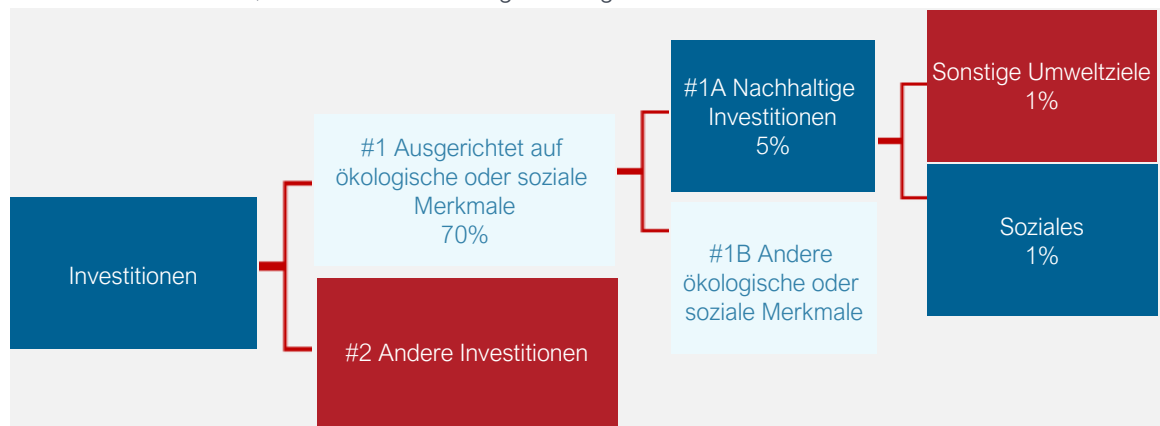 Investitionen
#1 Ausgerichtet auf
ökologische oder soziale
Merkmale
70%
#2 Andere Investitionen
#1A Nachhaltige
Investitionen
5%
#1B Andere
ökologische oder
soziale Merkmale
Sonstige Umweltziele
1%
Soziales
1%